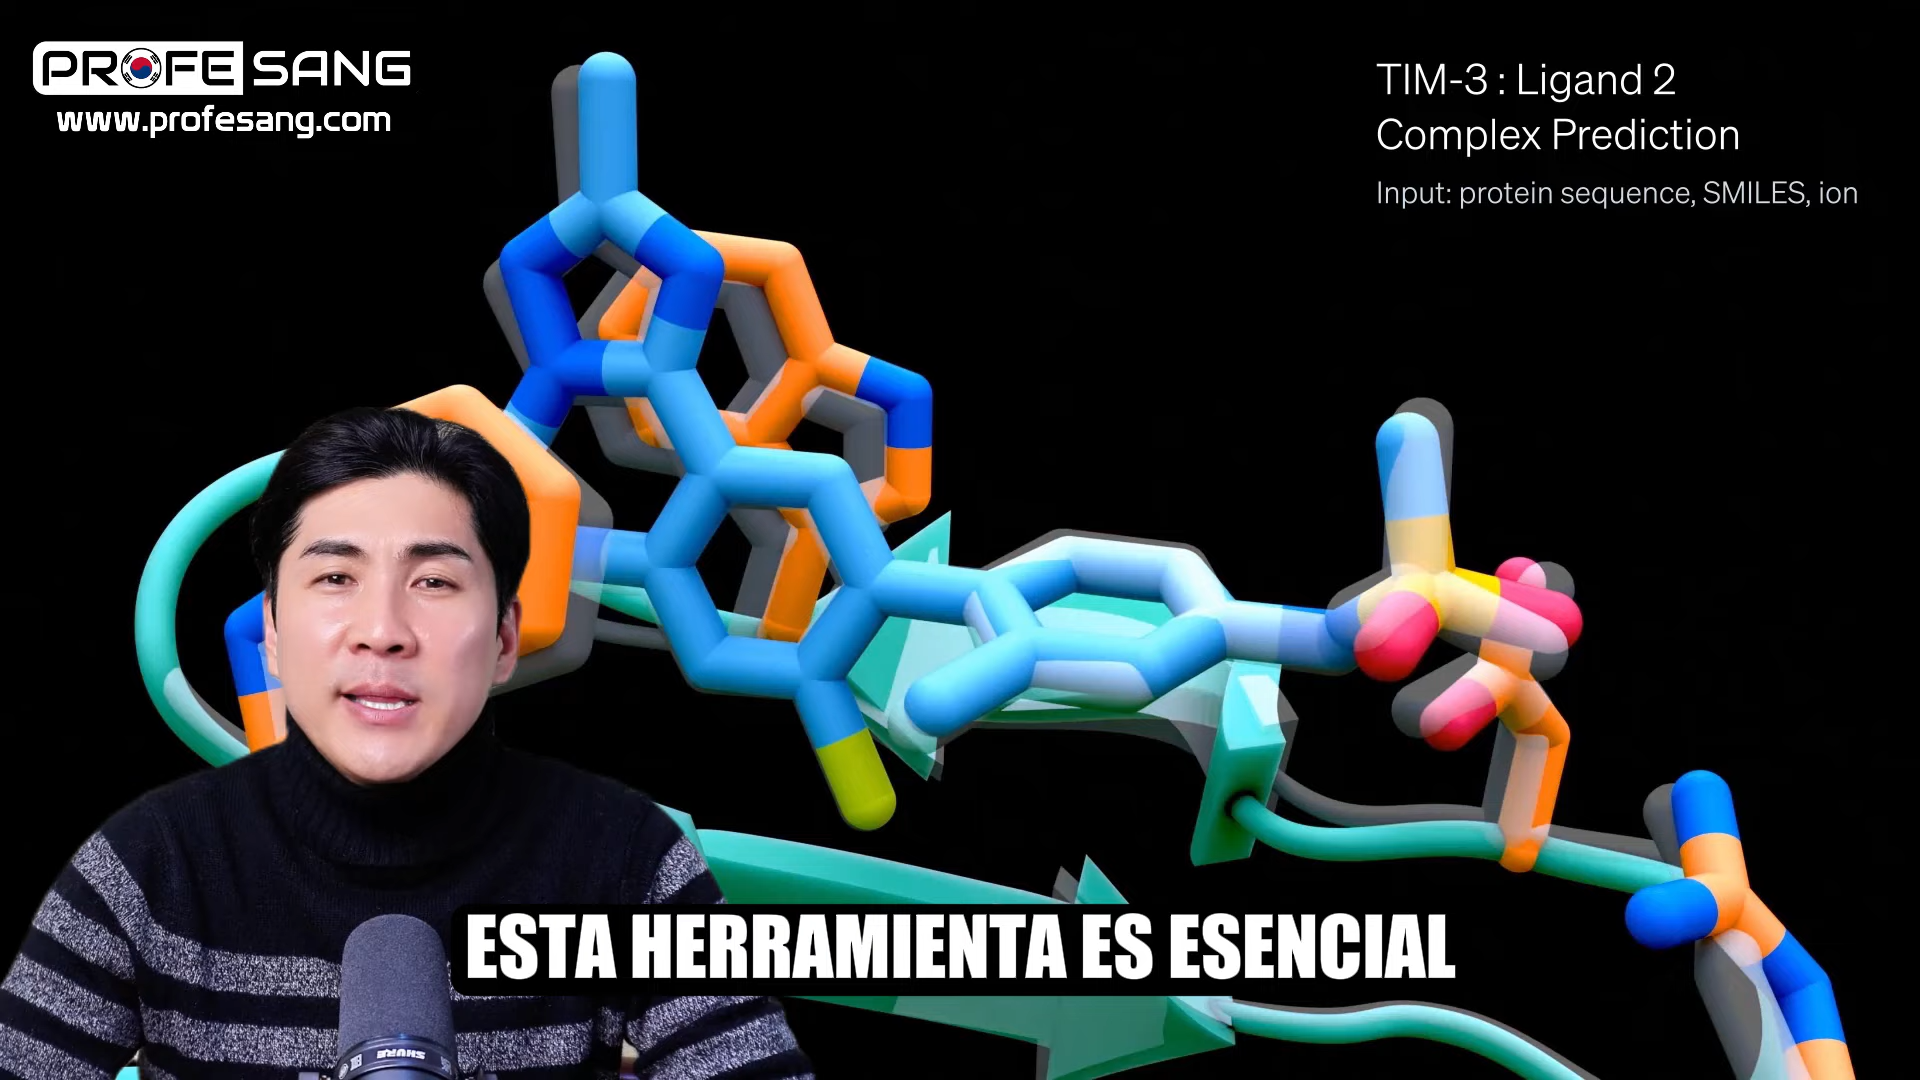 PROFE SANG
www.profesang.com
TIM-3 : Ligand 2
Complex Prediction
Input: protein sequence, SMILES, ion
ESTA HERRAMIENTA ES ESENCIAL
SHURE